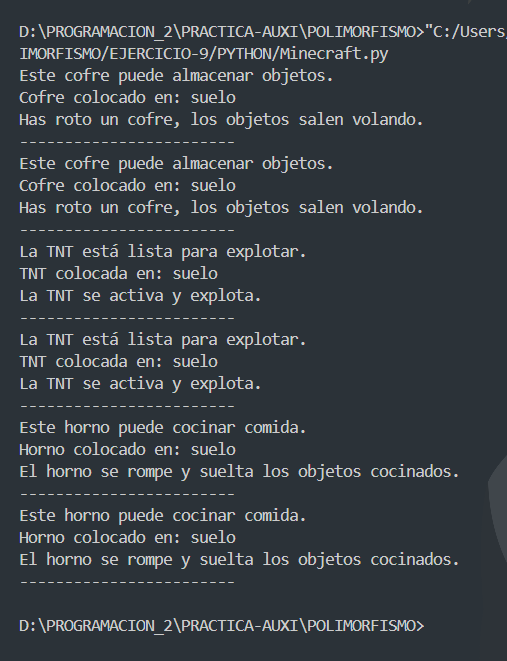 D:\PROGRAMACION_2\PRACTICA-AUXI\POLIMORFISMO>"C:/Users/
IMORFISMO/EJERCICIO-9/PYTHON/Minecraft.py
Este cofre puede almacenar objetos.
Cofre colocado en: suelo
Has roto un cofre, los objetos salen volando.
------------------------
Este cofre puede almacenar objetos.
Cofre colocado en: suelo
Has roto un cofre, los objetos salen volando.
------------------------
La TNT está lista para explotar.
TNT colocada en: suelo
La TNT se activa y explota.
------------------------
La TNT está lista para explotar.
TNT colocada en: suelo
La TNT se activa y explota.
------------------------
Este horno puede cocinar comida.
Horno colocado en: suelo
El horno se rompe y suelta los objetos cocinados.
------------------------
Este horno puede cocinar comida.
Horno colocado en: suelo
El horno se rompe y suelta los objetos cocinados.
------------------------
D:\PROGRAMACION_2\PRACTICA-AUXI\POLIMORFISMO>